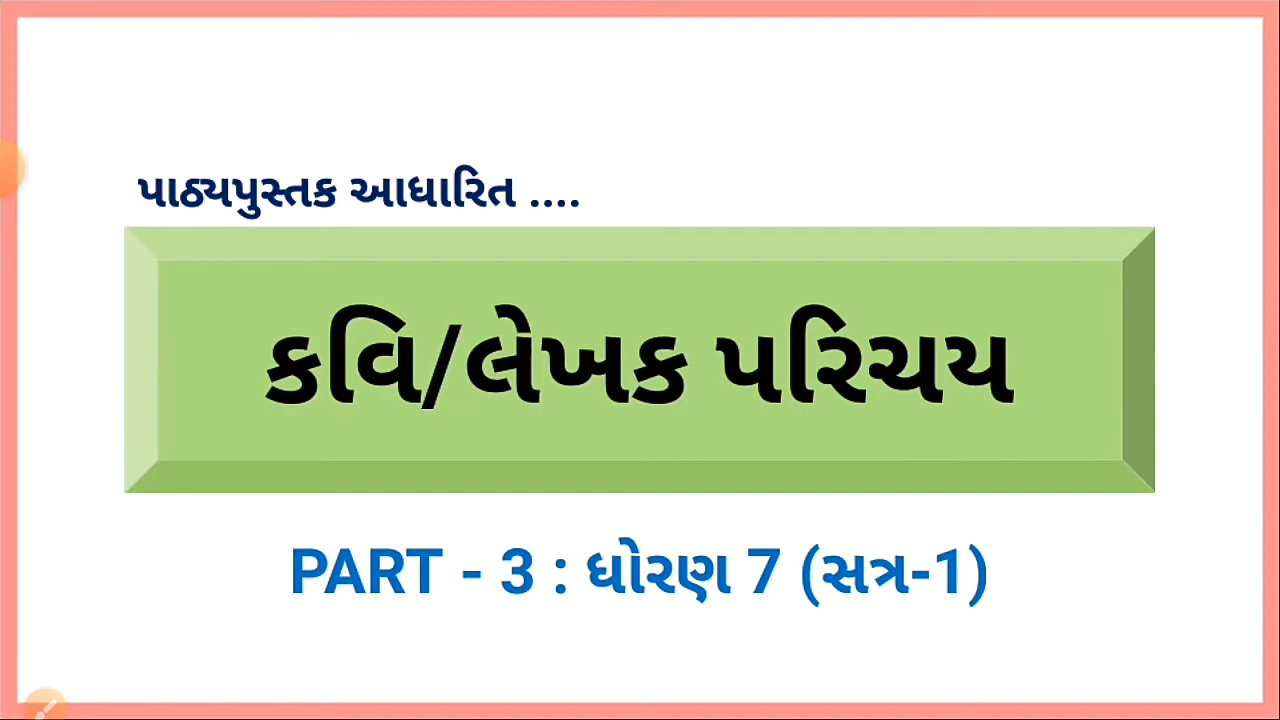 પાઠ્યપુસ્તક આધારિત ....
કવિ/લેખક પરિચય
PART - 3 : ધોરણ 7 (સત્ર-1)